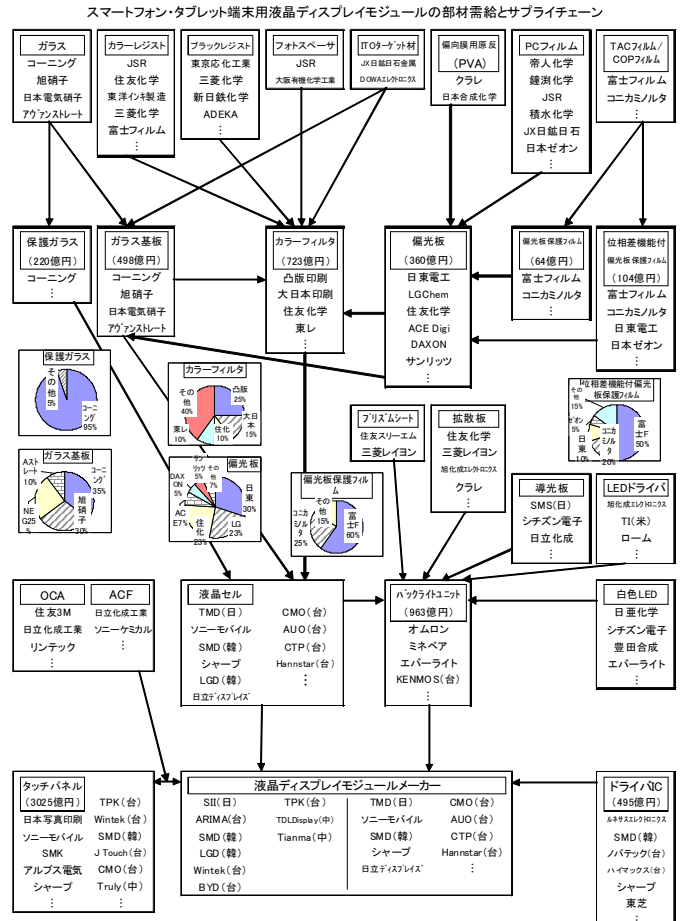 スマートフォン・タブレット端末用液晶ディスプレイモジュールの部材需給とサプライチェーン
ガラス
コーニング
旭硝子
日本電気硝子
アヴァンストレート
⋮
カラーレジスト
JSR
住友化学
東洋インキ製造
三菱化学
富士フィルム
⋮
ブラックレジスト
東京応化工業
三菱化学
新日鉄化学
ADEKA
⋮
フォトスペーサ
JSR
大阪有機化学工業
⋮
ITOターゲット材
JX日鉱日石金属
DOWAエレクトロニクス
⋮
偏向膜用原反
(PVA)
クラレ
日本合成化学
PCフィルム
帝人化学
鐘淵化学
JSR
積水化学
JX日鉱日石
日本ゼオン
⋮
TACフィルム/
COPフィルム
富士フィルム
コニカミノルタ
⋮
保護ガラス
(220億円)
コーニング
⋮
ガラス基板
(498億円)
コーニング
旭硝子
日本電気硝子
アヴァンストレート
カラーフィルタ
(723億円)
凸版印刷
大日本印刷
住友化学
東レ
⋮
偏光板
(360億円)
日東電工
LGChem
住友化学
ACE Digi
DAXON
サンリッツ
⋮
偏光板保護フィルム
(64億円)
富士フィルム
コニカミノルタ
⋮
位相差機能付
偏光板保護フィルム
(104億円)
富士フィルム
コニカミノルタ
日東電工
日本ゼオン
⋮
保護ガラス
その他
5%
コーニング
95%
カラーフィルタ
その他
40%
凸版
25%
大日本
15%
住化
10%
東レ
10%
位相差機能付偏光板保護フィルム
その他
15%
ゼオン
5%
日東
10%
コニカミノルタ
20%
富士F
50%
ガラス基板
Aストレート
10%
コーニング
35%
旭硝子
30%
NEG25%
偏光板
サンリッツ
5%
その他
7%
DAXON
5%
ACE7%
住化
23%
LG
23%
日東
30%
偏光板保護フィルム
その他
15%
コニカミノルタ
25%
富士F
60%
プリズムシート
住友スリーエム
三菱レイヨン
⋮
拡散板
住友化学
三菱レイヨン
旭化成エレクトロニクス
クラレ
⋮
導光板
SMS(日)
シチズン電子
日立化成
⋮
LEDドライバ
旭化成エレクトロニクス
TI(米)
ローム
⋮
OCA
住友3M
日立化成工業
リンテック
⋮
ACF
日立化成工業
ソニーケミカル
⋮
液晶セル
TMD(日)
ソニーモバイル
SMD(韓)
シャープ
LGD(韓)
日立ディスプレイズ
CMO(台)
AUO(台)
CTP(台)
Hannstar(台)
⋮
バックライトユニット
(963億円)
オムロン
ミネベア
エバーライト
KENMOS(台)
⋮
白色LED
日亜化学
シチズン電子
豊田合成
エバーライト
⋮
タッチパネル
(3025億円)
日本写真印刷
ソニーモバイル
SMK
アルプス電気
シャープ
⋮
TPK(台)
Wintek(台)
SMD(韓)
J Touch(台)
CMO(台)
Truly(中)
⋮
液晶ディスプレイモジュールメーカー
SII(日)
ARIMA(台)
SMD(韓)
LGD(韓)
Wintek(台)
BYD(台)
TPK(台)
TDLDisplay(中)
Tianma(中)
⋮
TMD(日)
ソニーモバイル
SMD(韓)
シャープ
日立ディスプレイズ
CMO(台)
AUO(台)
CTP(台)
Hannstar(台)
⋮
ドライバIC
(495億円)
ルネサスエレクトロニクス
SMD(韓)
ノバテック(台)
ハイマックス(台)
シャープ
東芝
⋮